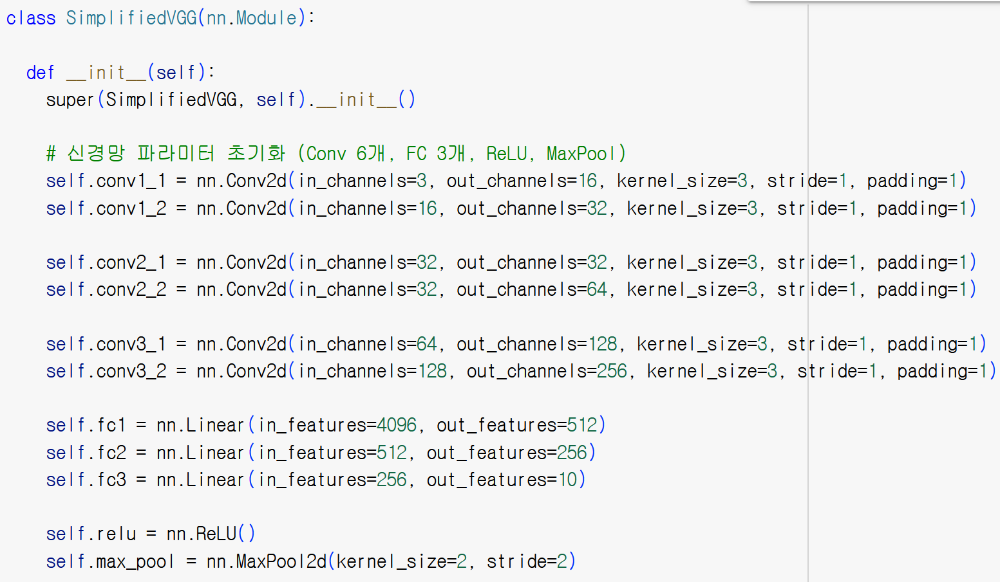 class SimplifiedVGG(nn.Module):
def __init__(self):
super(SimplifiedVGG, self).__init__()
# 신경망 파라미터 초기화 (Conv 6개, FC 3개, ReLU, MaxPool)
self.conv1_1 = nn.Conv2d(in_channels=3, out_channels=16, kernel_size=3, stride=1, padding=1)
self.conv1_2 = nn.Conv2d(in_channels=16, out_channels=32, kernel_size=3, stride=1, padding=1)
self.conv2_1 = nn.Conv2d(in_channels=32, out_channels=32, kernel_size=3, stride=1, padding=1)
self.conv2_2 = nn.Conv2d(in_channels=32, out_channels=64, kernel_size=3, stride=1, padding=1)
self.conv3_1 = nn.Conv2d(in_channels=64, out_channels=128, kernel_size=3, stride=1, padding=1)
self.conv3_2 = nn.Conv2d(in_channels=128, out_channels=256, kernel_size=3, stride=1, padding=1)
self.fc1 = nn.Linear(in_features=4096, out_features=512)
self.fc2 = nn.Linear(in_features=512, out_features=256)
self.fc3 = nn.Linear(in_features=256, out_features=10)
self.relu = nn.ReLU()
self.max_pool = nn.MaxPool2d(kernel_size=2, stride=2)